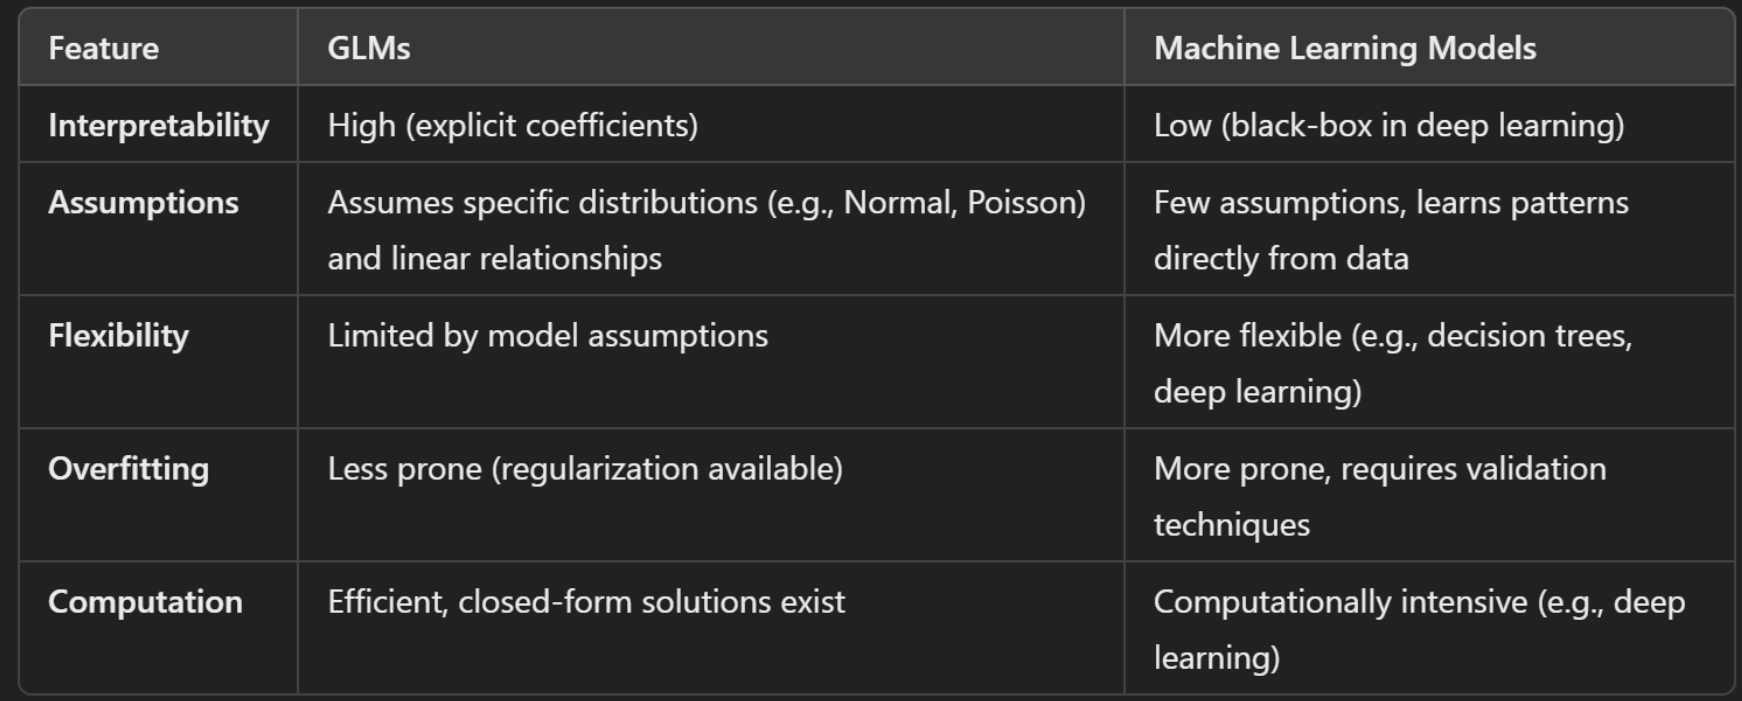 Feature GLMs Machine Learning Models
Interpretability High (explicit coefficients) Low (black-box in deep learning)
Assumptions Assumes specific distributions (e.g., Normal, Poisson) Few assumptions, learns patterns
and linear relationships directly from data
Flexibility Limited by model assumptions More flexible (e.g., decision trees,
deep learning)
Overfitting Less prone (regularization available) More prone, requires validation
techniques
Computation Efficient, closed-form solutions exist Computationally intensive (e.g., deep
learning)